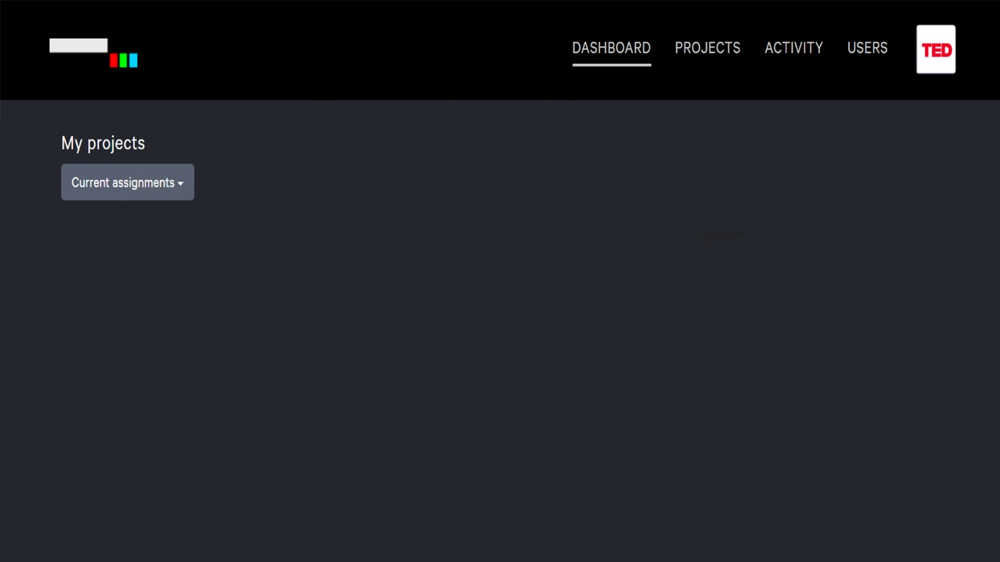 DASHBOARD PROJECTS ACTIVITY USERS TED
My projects
Current assignments